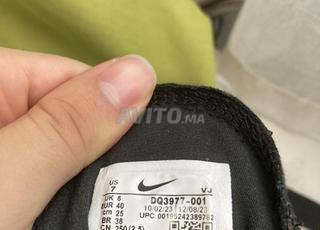 AVITO.MA
US 7 VJ
UK 6 DQ3977-001
EUR 40 10/02/23 12/08/23
cm 25 UPC 00195242389782
BR 38
CN 250(2.5)